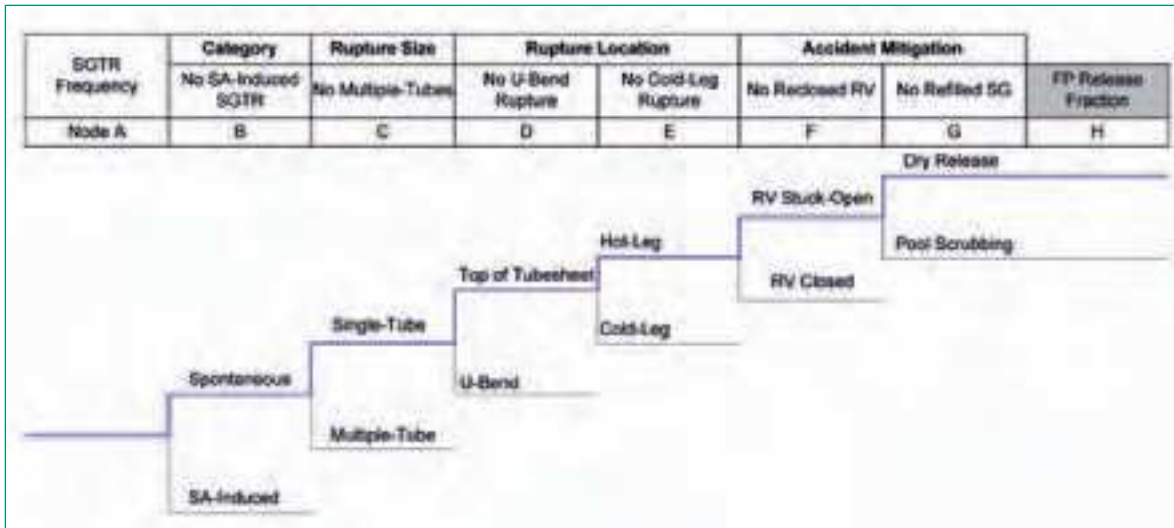 SGTR
Frequency
Category
Rupture Size
Rupture Location
Accident Mitigation
No SA-Induced
SGTR
No Multiple-Tubes
No U-Bend
Rupture
No Cold-Leg
Rupture
No Reclosed RV
No Refilled SG
FP Release
Fraction
Node A
B
C
D
E
F
G
H
Dry Release
RV Stuck-Open
Hot-Leg
Pool Scrubbing
Top of Tubesheet
RV Closed
Single-Tube
Cold-Leg
Spontaneous
U-Bend
Multiple-Tube
SA-Induced